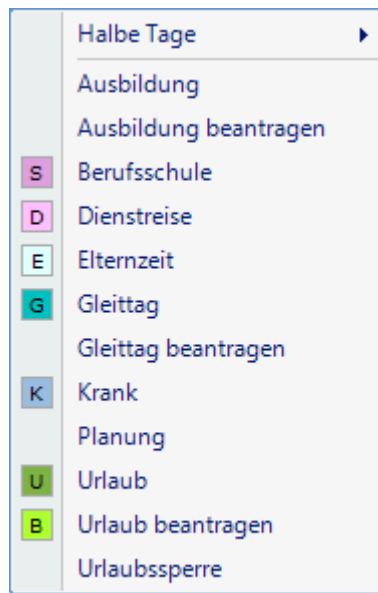 Halbe Tage
Ausbildung
Ausbildung beantragen
S Berufsschule
D Dienstreise
E Elternzeit
G Gleittag
Gleittag beantragen
K Krank
Planung
U Urlaub
B Urlaub beantragen
Urlaubssperre